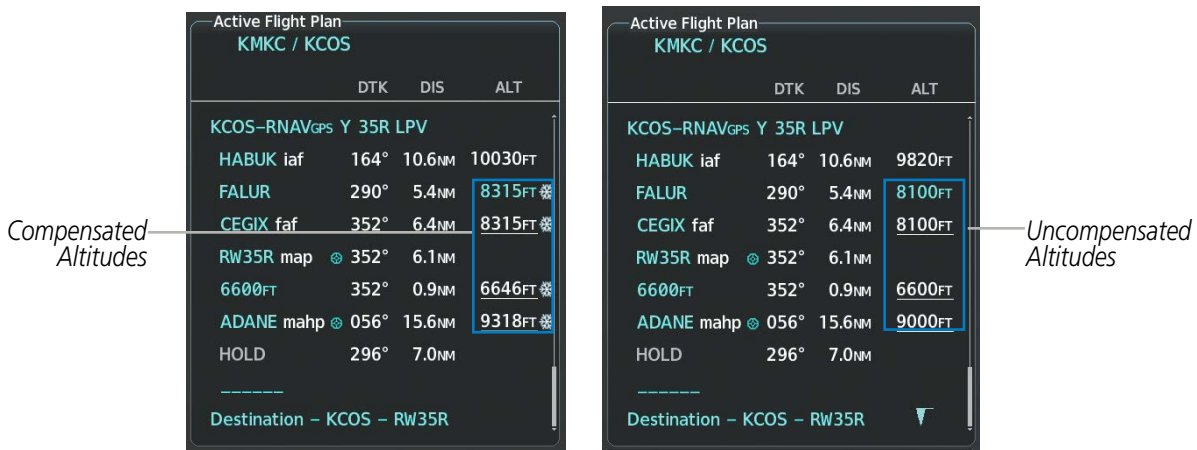 Active Flight Plan
KMKC / KCOS
DTK DIS ALT
KCOS–RNAVGPS Y 35R LPV
HABUK iaf 164° 10.6NM 10030FT
FALUR 290° 5.4NM 8315FT
CEGIX faf 352° 6.4NM 8315FT
RW35R map 352° 6.1NM
6600FT 352° 0.9NM 6646FT
ADANE mahp 056° 15.6NM 9318FT
HOLD 296° 7.0NM
––––––
Destination – KCOS – RW35R
Compensated
Altitudes
Active Flight Plan
KMKC / KCOS
DTK DIS ALT
KCOS–RNAVGPS Y 35R LPV
HABUK iaf 164° 10.6NM 9820FT
FALUR 290° 5.4NM 8100FT
CEGIX faf 352° 6.4NM 8100FT
RW35R map 352° 6.1NM
6600FT 352° 0.9NM 6600FT
ADANE mahp 056° 15.6NM 9000FT
HOLD 296° 7.0NM
––––––
Destination – KCOS – RW35R
Uncompensated
Altitudes